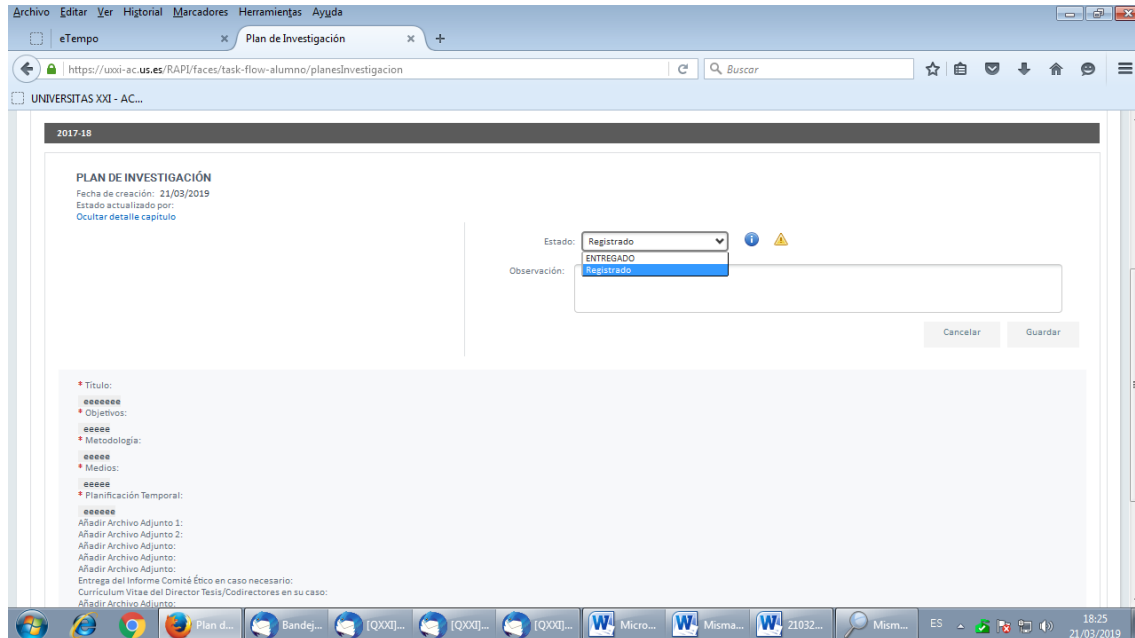 Archivo Editar Ver Historial Marcadores Herramientas Ayuda
eTempo
Plan de Investigación
https://uxxi-ac.us.es/RAPI/faces/task-flow-alumno/planesInvestigacion
Buscar
UNIVERSITAS XXI - AC...
2017-18
PLAN DE INVESTIGACIÓN
Fecha de creación: 21/03/2019
Estado actualizado por:
Ocultar detalle capítulo
Estado: Registrado
ENTREGADO
Registrado
Observación:
Cancelar Guardar
* Título:
eeeeeee
* Objetivos:
eeeee
* Metodología:
eeeee
* Medios:
eeeee
* Planificación Temporal:
eeeeee
Añadir Archivo Adjunto 1:
Añadir Archivo Adjunto 2:
Añadir Archivo Adjunto:
Añadir Archivo Adjunto:
Añadir Archivo Adjunto:
Entrega del Informe Comité Ético en caso necesario:
Curriculum Vitae del Director Tesis/Codirectores en su caso:
Añadir Archivo Adjunto:
Plan d... Bandej... [QXXI]... [QXXI]... [QXXI]... Micro... Misma... 21032... Mism... ES 18:25
21/03/2019